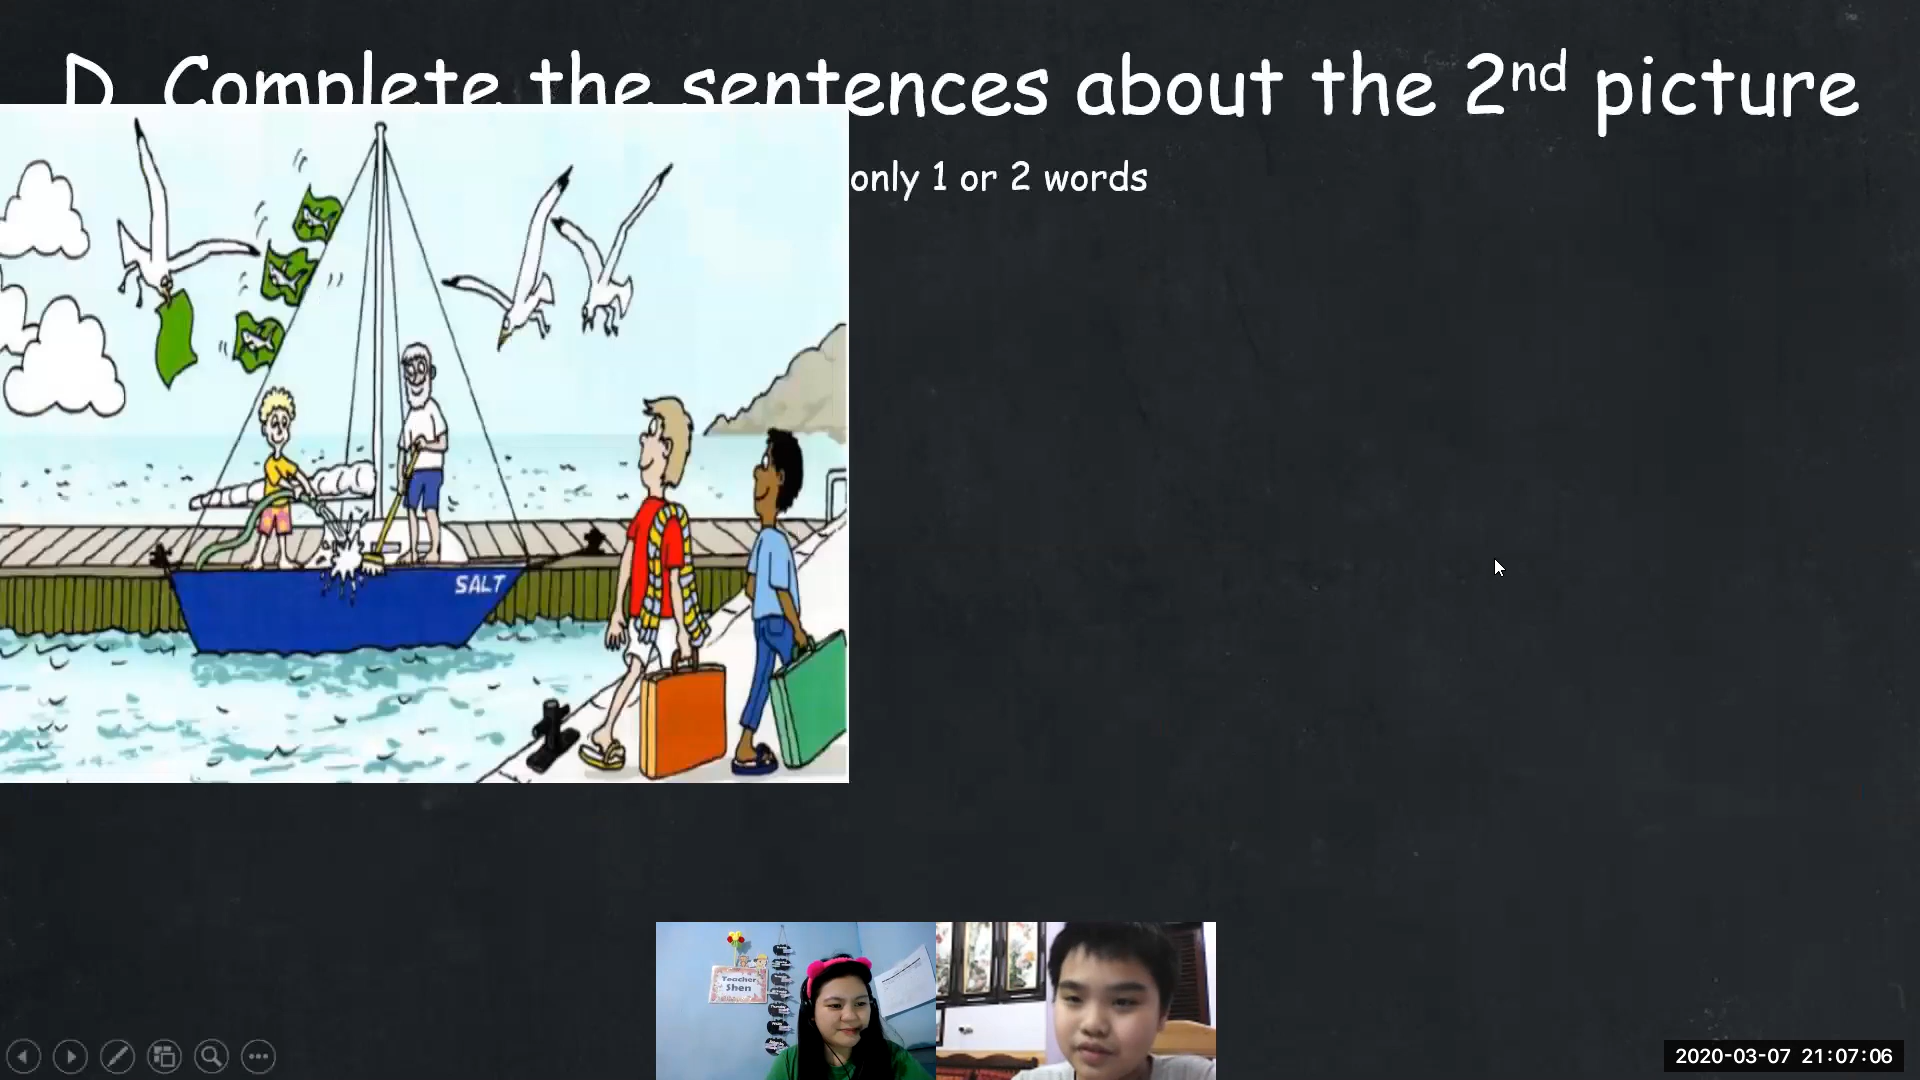 D. Complete the sentences about the 2nd picture
only 1 or 2 words
SALT
Teacher
Shen
2020-03-07 21:07:06